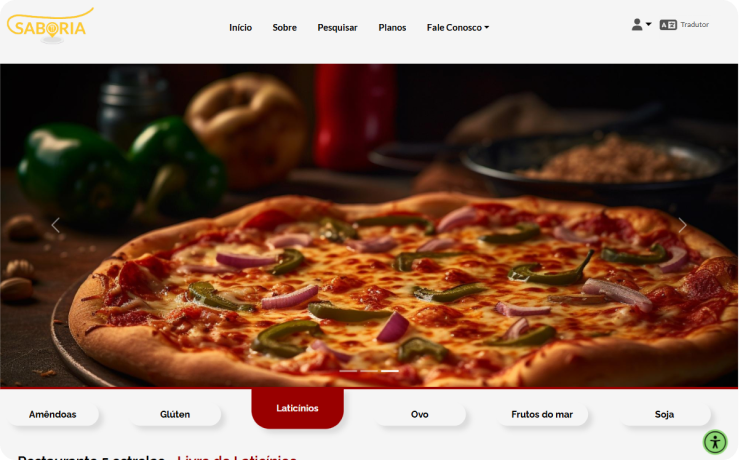 SABORIA
Início Sobre Pesquisar Planos Fale Conosco Tradutor
Amêndoas Glúten Laticínios Ovo Frutos do mar Soja
Restaurante 5 estrelas - Livre de Laticínios